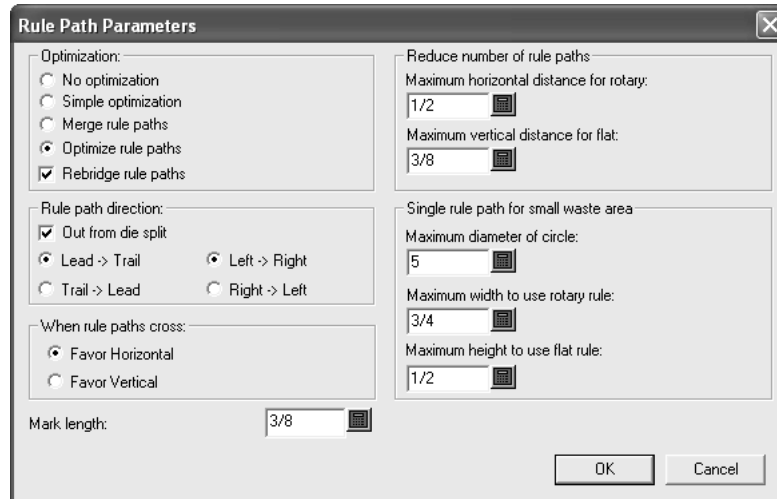 Rule Path Parameters
Optimization:
No optimization
Simple optimization
Merge rule paths
Optimize rule paths
Rebridge rule paths
Rule path direction:
Out from die split
Lead -> Trail
Left -> Right
Trail -> Lead
Right -> Left
When rule paths cross:
Favor Horizontal
Favor Vertical
Mark length:
3/8
Reduce number of rule paths
Maximum horizontal distance for rotary:
1/2
Maximum vertical distance for flat:
3/8
Single rule path for small waste area
Maximum diameter of circle:
5
Maximum width to use rotary rule:
3/4
Maximum height to use flat rule:
1/2
OK
Cancel